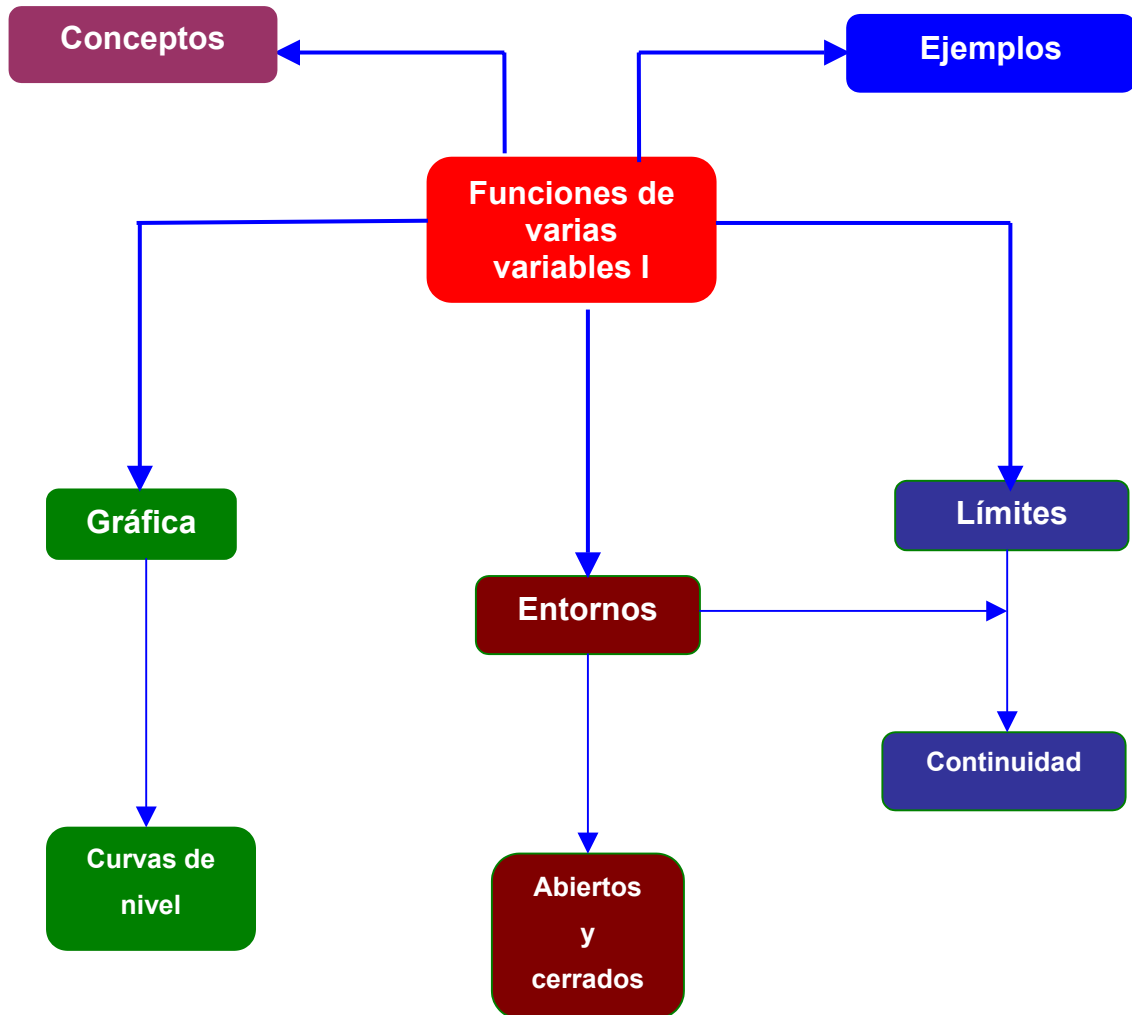 Conceptos
Ejemplos
Funciones de
varias
variables I
Gráfica
Límites
Entornos
Continuidad
Curvas de
nivel
Abiertos
y
cerrados